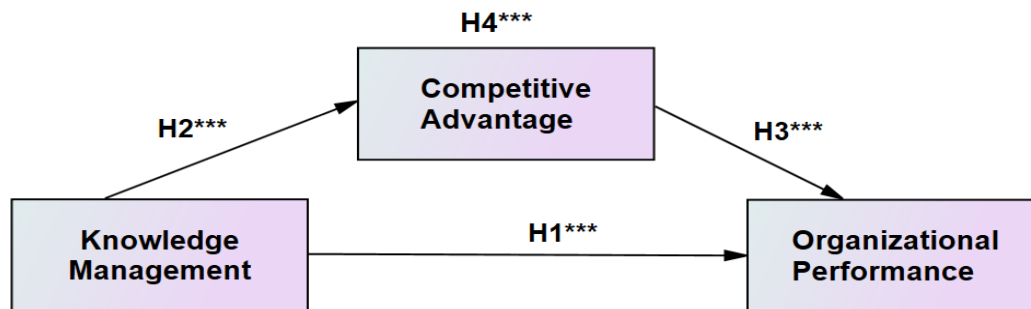 H4***
Competitive
Advantage
H2***
H3***
Knowledge
Management
H1***
Organizational
Performance